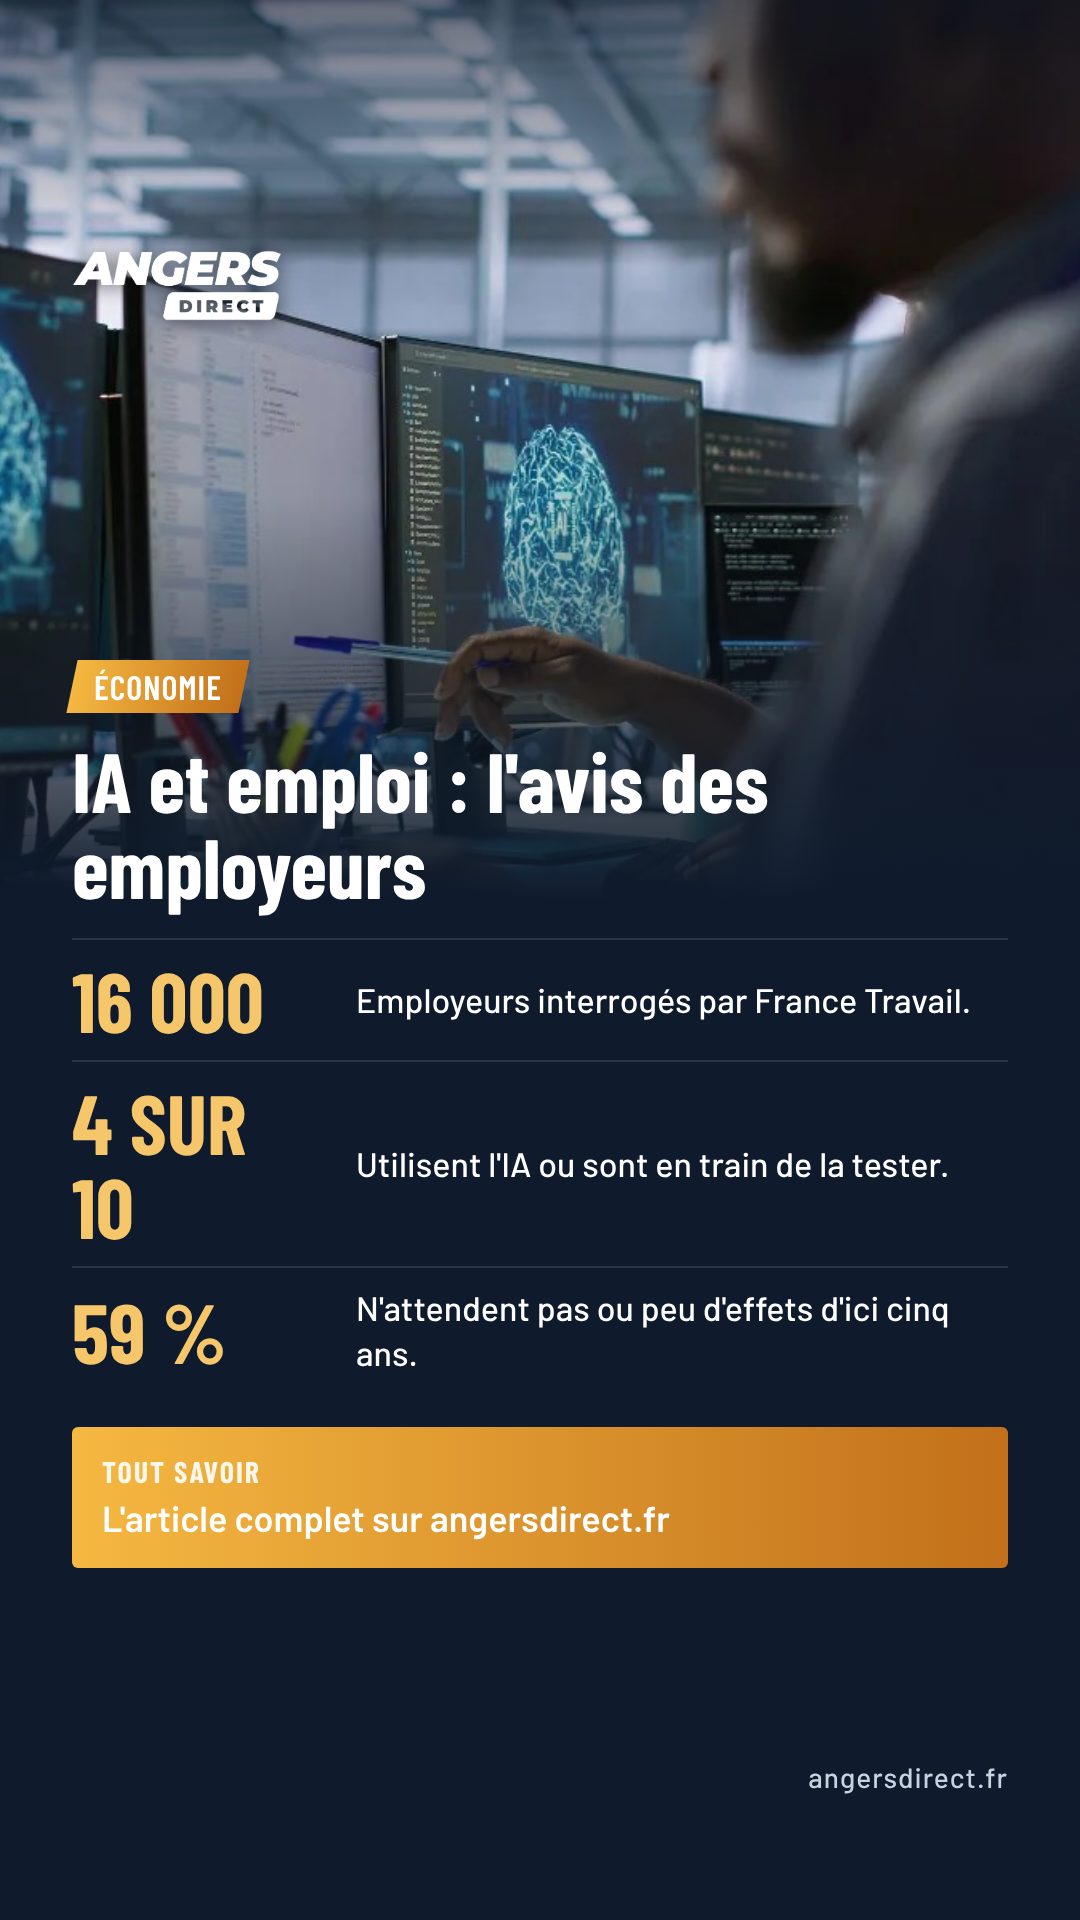 ANGERS
DIRECT
ÉCONOMIE
IA et emploi : l'avis des
employeurs
16 000
Employeurs interrogés par France Travail.
4 SUR
10
Utilisent l'IA ou sont en train de la tester.
59 %
N'attendent pas ou peu d'effets d'ici cinq
ans.
TOUT SAVOIR
L'article complet sur angersdirect.fr
angersdirect.fr